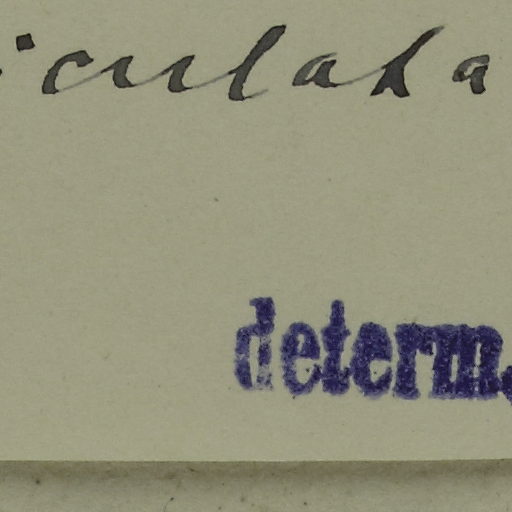 iculata
determ.